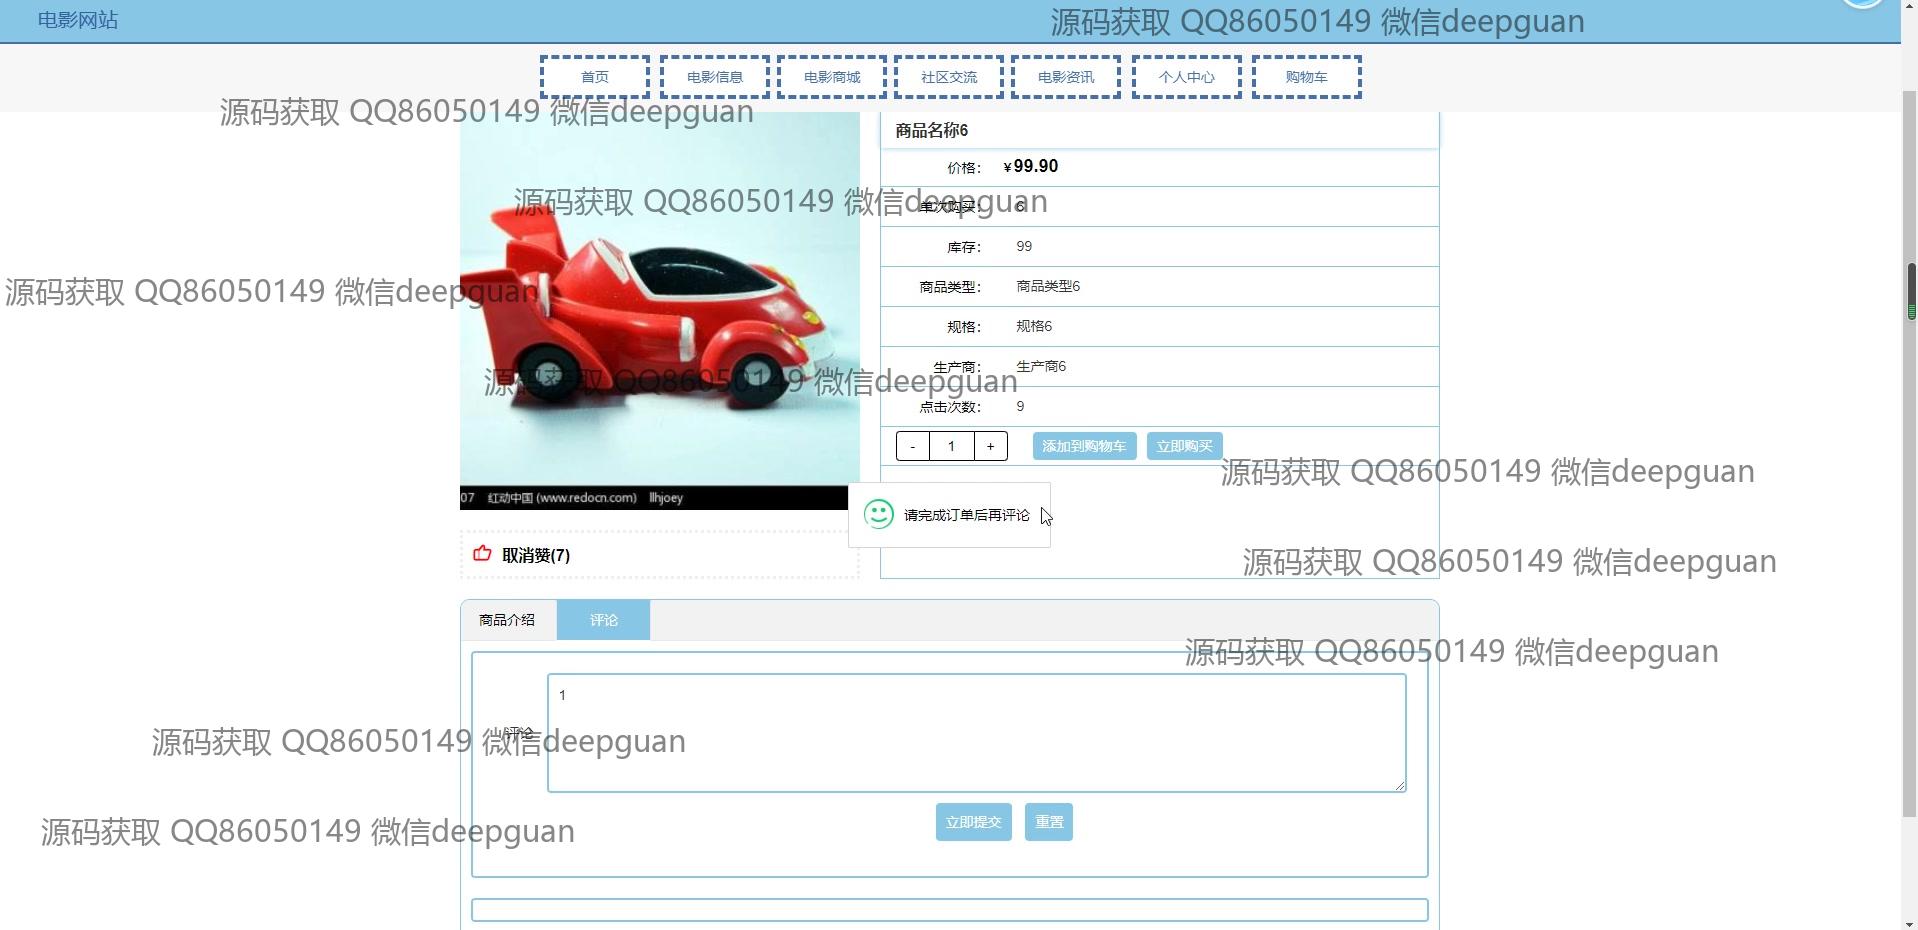 电影网站
源码获取 QQ86050149 微信deepguan
首页 电影信息 电影商城 社区交流 电影资讯 个人中心 购物车
源码获取 QQ86050149 微信deepguan
商品名称6
价格： ¥99.90
源码获取 QQ86050149 微信deepguan
单次购买： 6
库存： 99
商品类型： 商品类型6
源码获取 QQ86050149 微信deepguan
规格： 规格6
生产商： 生产商6
源码获取 QQ86050149 微信deepguan
点击次数： 9
- 1 + 添加到购物车 立即购买
源码获取 QQ86050149 微信deepguan
07 红动中国 (www.redocn.com) llhjoey
请完成订单后再评论
取消赞(7)
源码获取 QQ86050149 微信deepguan
商品介绍 评论
源码获取 QQ86050149 微信deepguan
1
评论
源码获取 QQ86050149 微信deepguan
立即提交 重置
源码获取 QQ86050149 微信deepguan